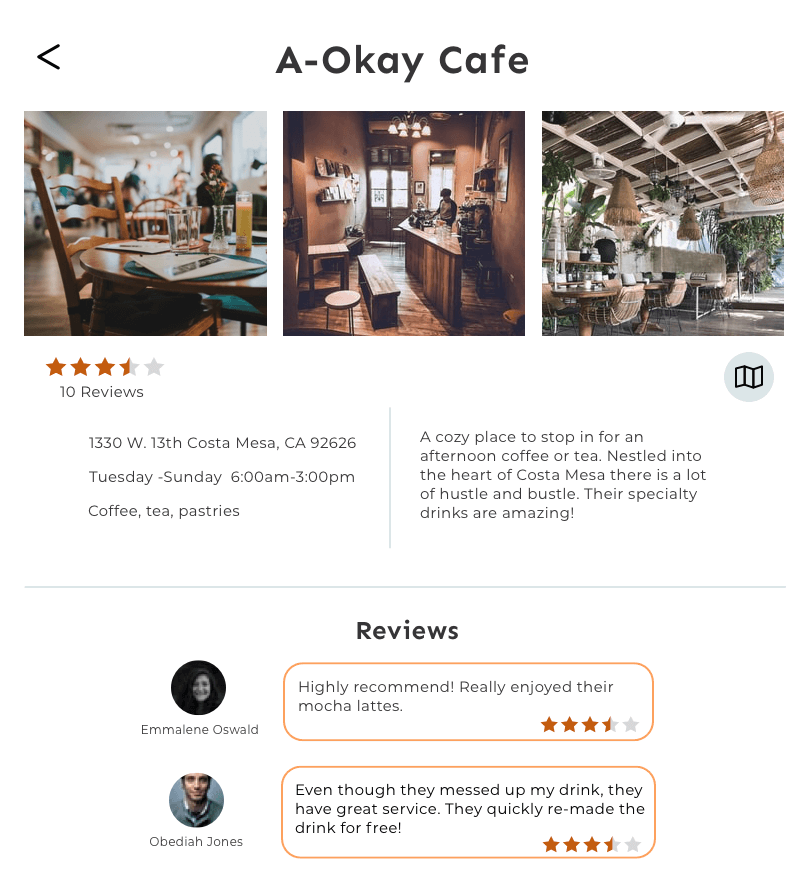 A-Okay Cafe
10 Reviews
1330 W. 13th Costa Mesa, CA 92626
Tuesday -Sunday  6:00am-3:00pm
Coffee, tea, pastries
A cozy place to stop in for an
afternoon coffee or tea. Nestled into
the heart of Costa Mesa there is a lot
of hustle and bustle. Their specialty
drinks are amazing!
Reviews
Highly recommend! Really enjoyed their
mocha lattes.
Emmalene Oswald
Even though they messed up my drink, they
have great service. They quickly re-made the
drink for free!
Obediah Jones